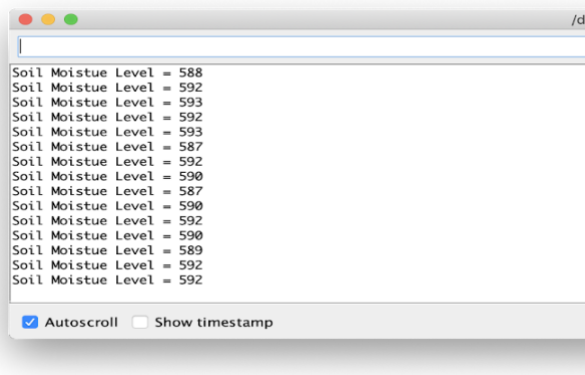 /d
Soil Moistue Level = 588
Soil Moistue Level = 592
Soil Moistue Level = 593
Soil Moistue Level = 592
Soil Moistue Level = 593
Soil Moistue Level = 587
Soil Moistue Level = 592
Soil Moistue Level = 590
Soil Moistue Level = 587
Soil Moistue Level = 590
Soil Moistue Level = 592
Soil Moistue Level = 590
Soil Moistue Level = 589
Soil Moistue Level = 592
Soil Moistue Level = 592
Autoscroll Show timestamp